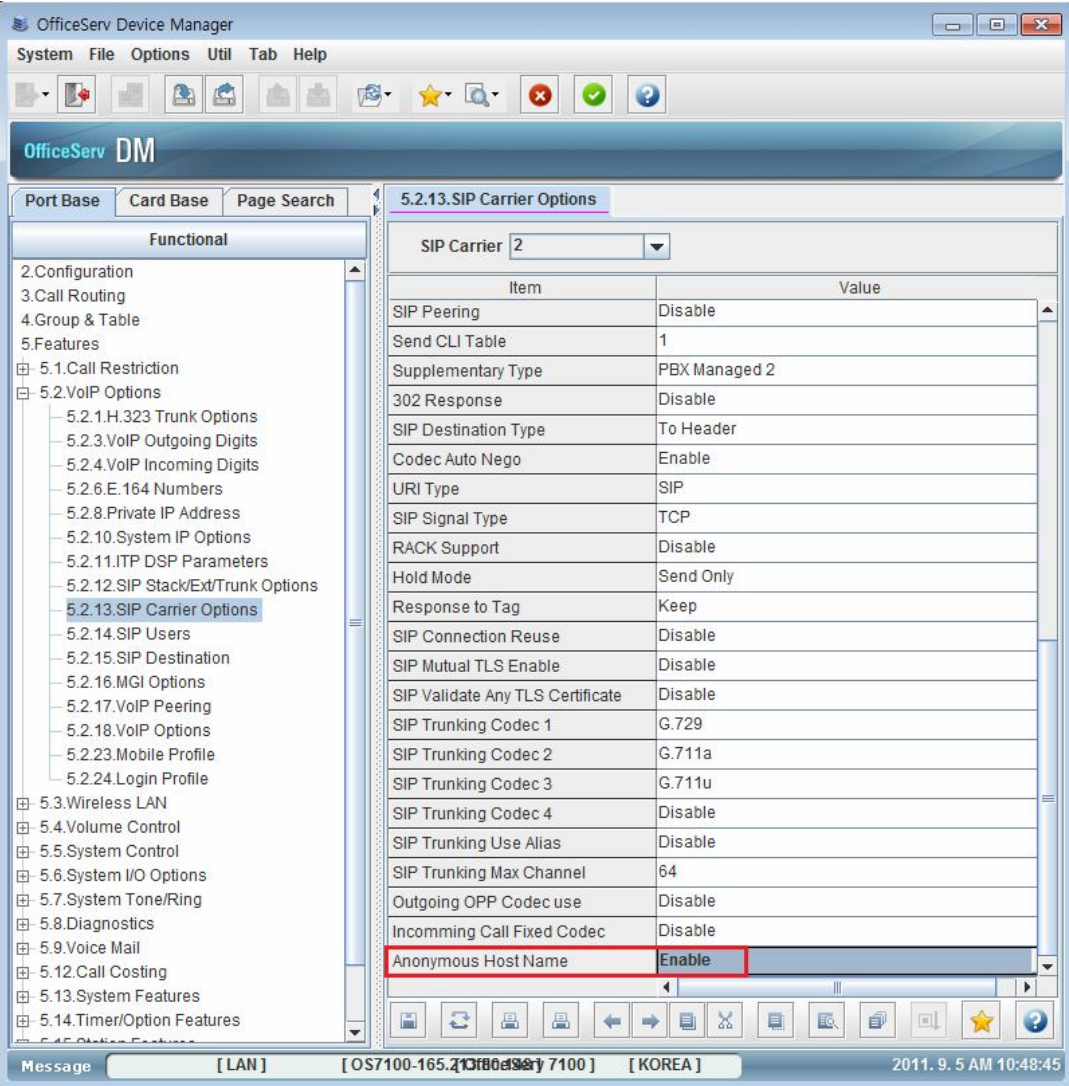 OfficeServ Device Manager
System File Options Util Tab Help
OfficeServ DM
Port Base Card Base Page Search
Functional
2.Configuration
3.Call Routing
4.Group & Table
5.Features
5.1.Call Restriction
5.2.VoIP Options
5.2.1.H.323 Trunk Options
5.2.3.VoIP Outgoing Digits
5.2.4.VoIP Incoming Digits
5.2.6.E.164 Numbers
5.2.8.Private IP Address
5.2.10.System IP Options
5.2.11.ITP DSP Parameters
5.2.12.SIP Stack/Ext/Trunk Options
5.2.13.SIP Carrier Options
5.2.14.SIP Users
5.2.15.SIP Destination
5.2.16.MGI Options
5.2.17.VoIP Peering
5.2.18.VoIP Options
5.2.23.Mobile Profile
5.2.24.Login Profile
5.3.Wireless LAN
5.4.Volume Control
5.5.System Control
5.6.System I/O Options
5.7.System Tone/Ring
5.8.Diagnostics
5.9.Voice Mail
5.12.Call Costing
5.13.System Features
5.14.Timer/Option Features
5.2.13.SIP Carrier Options
SIP Carrier 2
Item Value
SIP Peering Disable
Send CLI Table 1
Supplementary Type PBX Managed 2
302 Response Disable
SIP Destination Type To Header
Codec Auto Nego Enable
URI Type SIP
SIP Signal Type TCP
RACK Support Disable
Hold Mode Send Only
Response to Tag Keep
SIP Connection Reuse Disable
SIP Mutual TLS Enable Disable
SIP Validate Any TLS Certificate Disable
SIP Trunking Codec 1 G.729
SIP Trunking Codec 2 G.711a
SIP Trunking Codec 3 G.711u
SIP Trunking Codec 4 Disable
SIP Trunking Use Alias Disable
SIP Trunking Max Channel 64
Outgoing OPP Codec use Disable
Incomming Call Fixed Codec Disable
Anonymous Host Name Enable
Message [ LAN ] 7100 ] [ KOREA ] 2011. 9. 5 AM 10:48:45